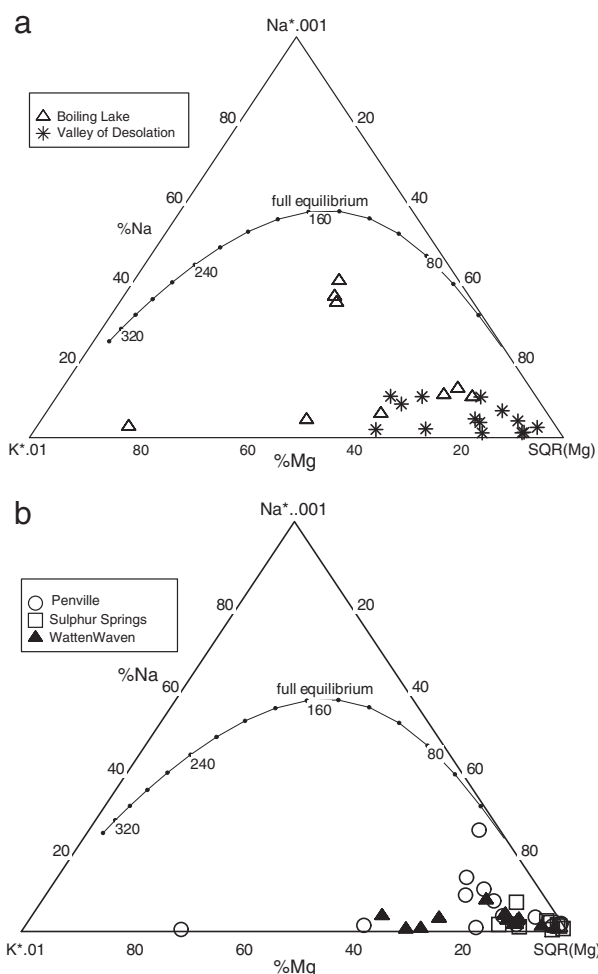 a
Na*.001
Boiling Lake
Valley of Desolation
80
20
60
full equilibrium
40
160
%Na
240
80
60
40
320
20
80
K*.01
80
60
40
20
SQR(Mg)
%Mg
b
Na*..001
Penville
Sulphur Springs
WattenWaven
80
20
%Na
60
full equilibrium
40
160
240
80
40
60
320
20
80
K*.01
80
60
40
20
SQR(Mg)
%Mg